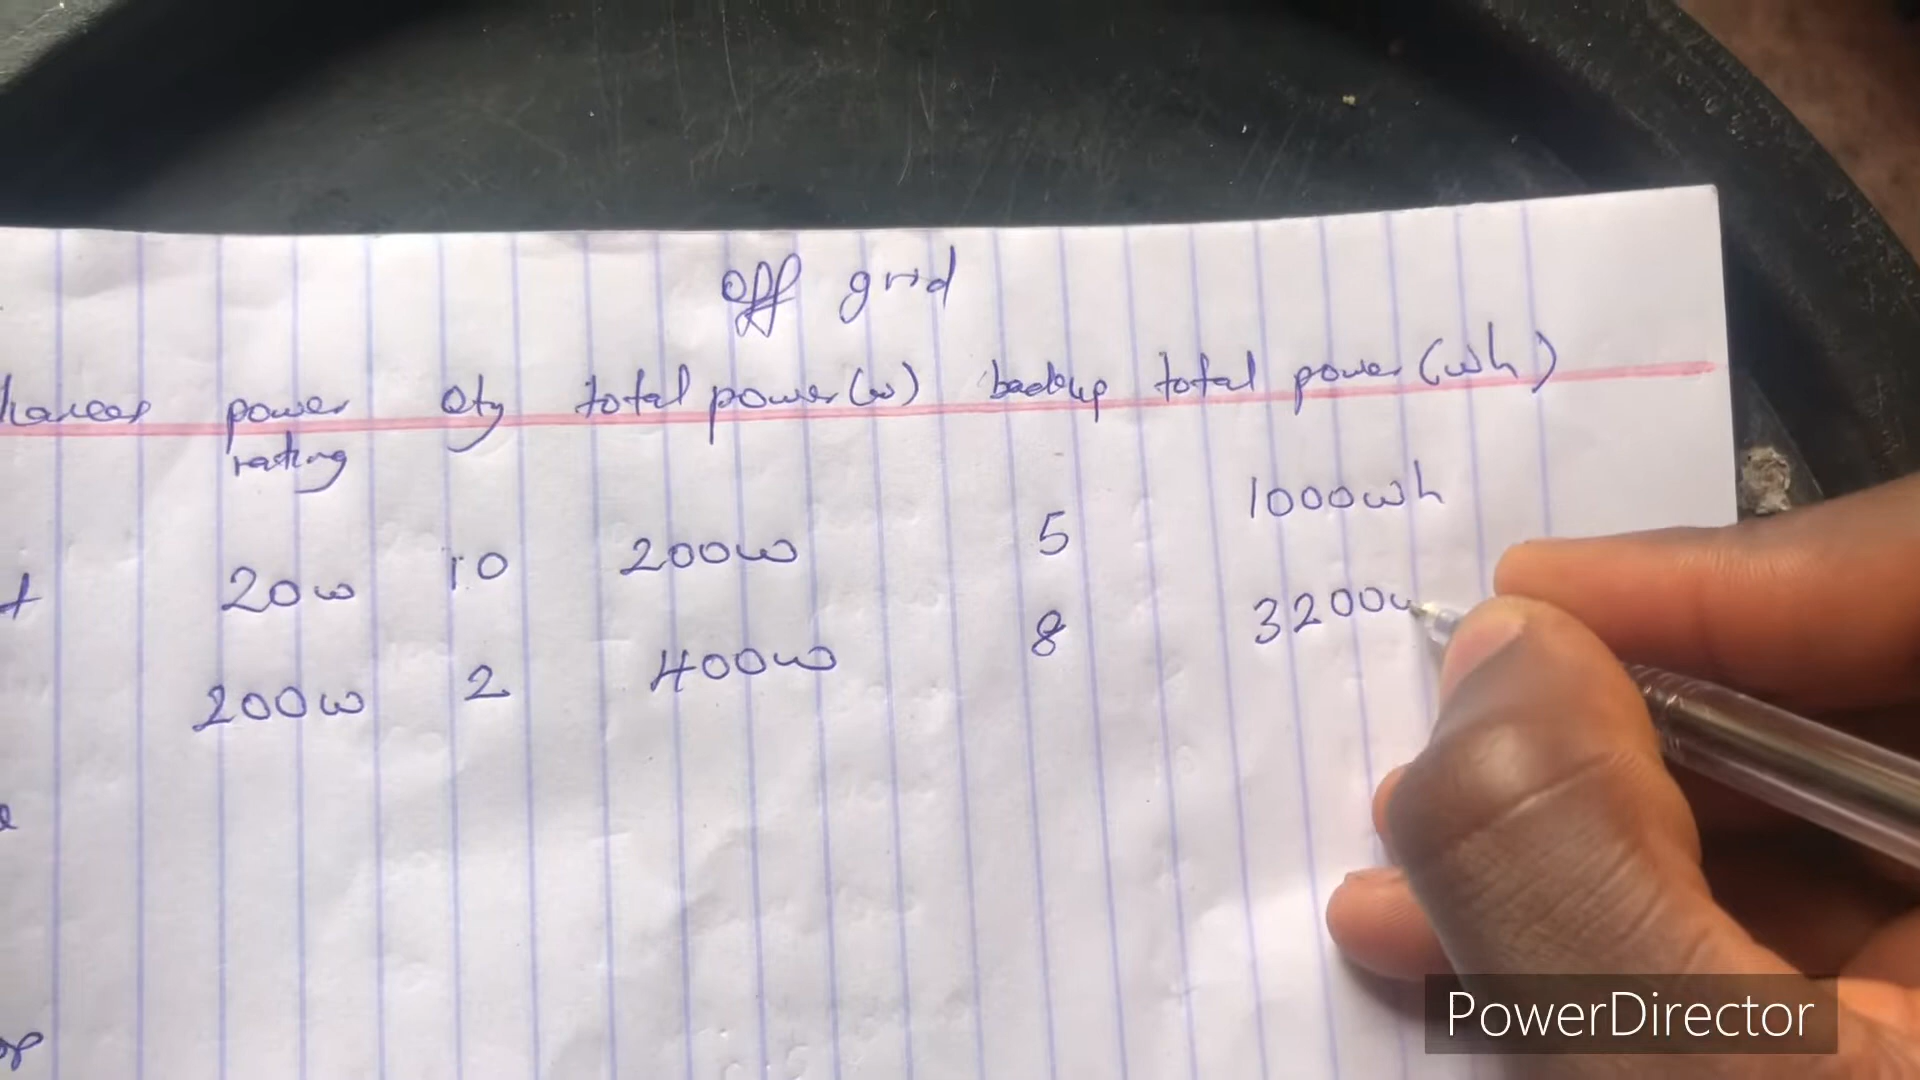 Off grid
power Qty total power(w) backup total power(wh)
rating
20w 10 200w 5 1000wh
200w 2 400w 8 3200w
PowerDirector